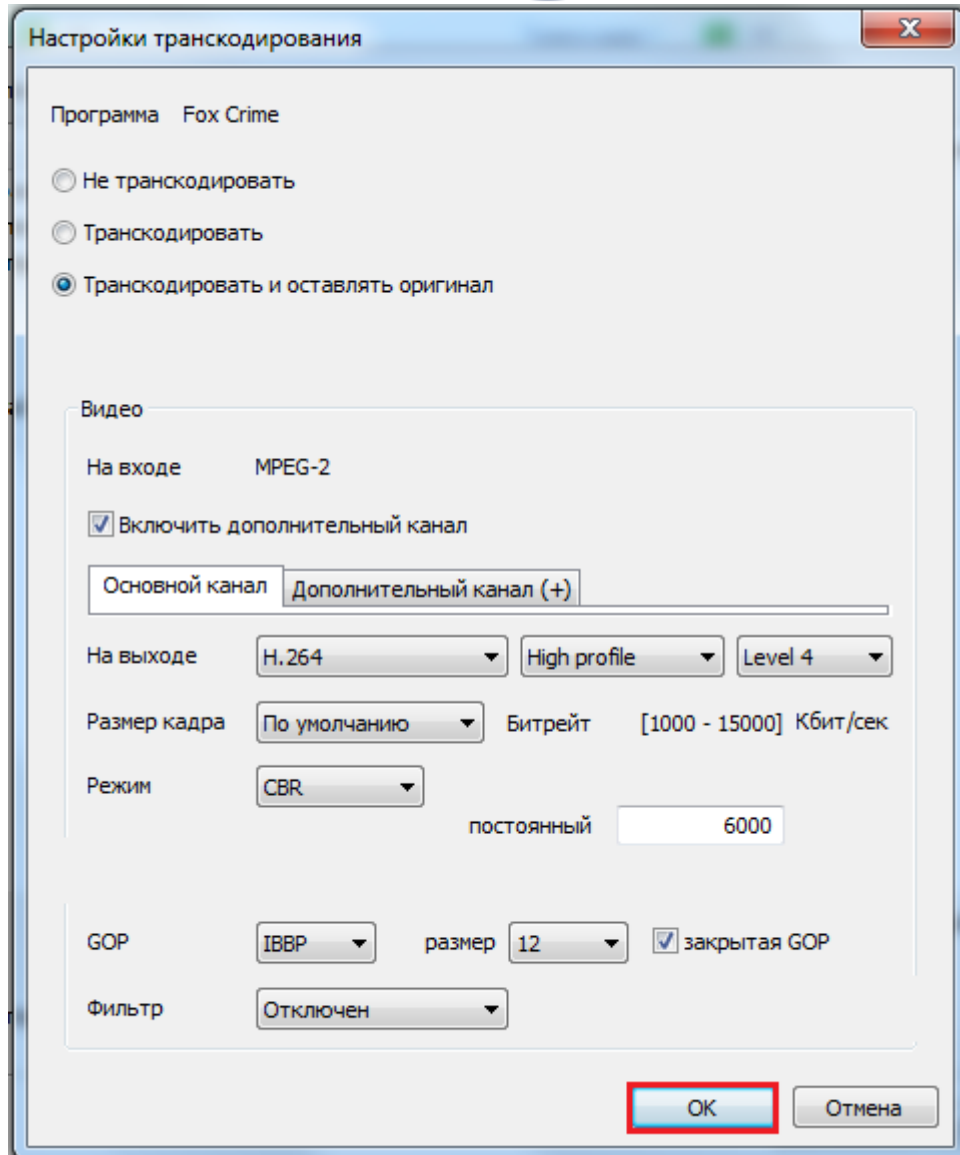 Настройки транскодирования
Программа Fox Crime
Не транскодировать
Транскодировать
Транскодировать и оставлять оригинал
Видео
На входе MPEG-2
Включить дополнительный канал
Основной канал Дополнительный канал (+)
На выходе H.264 High profile Level 4
Размер кадра По умолчанию Битрейт [1000 - 15000] Кбит/сек
Режим CBR
постоянный 6000
GOP IBBP размер 12 закрытая GOP
Фильтр Отключен
OK Отмена